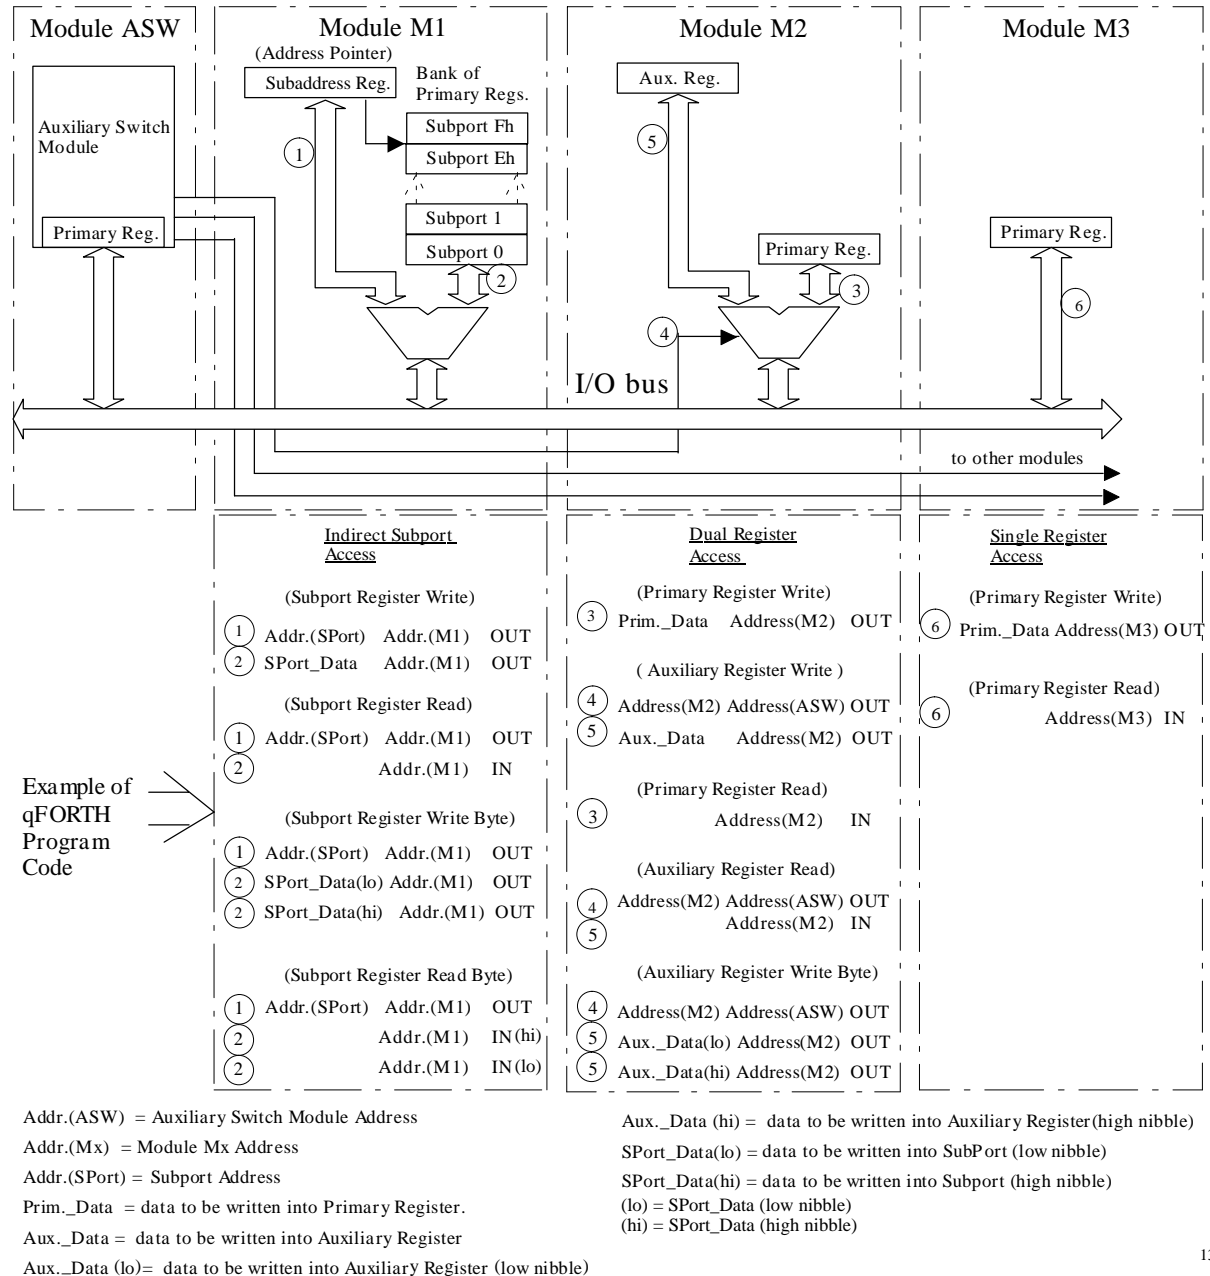 Module ASW
Module M1
Module M2
Module M3
Auxiliary Switch
Module
Primary Reg.
(Address Pointer)
Subaddress Reg.
Bank of
Primary Regs.
Subport Fh
Subport Eh
Subport 1
Subport 0
1
2
Aux. Reg.
5
Primary Reg.
3
4
Primary Reg.
6
I/O bus
to other modules
Example of
qFORTH
Program
Code
Indirect Subport
Access
(Subport Register Write)
1 Addr.(SPort) Addr.(M1) OUT
2 SPort_Data Addr.(M1) OUT
(Subport Register Read)
1 Addr.(SPort) Addr.(M1) OUT
2 Addr.(M1) IN
(Subport Register Write Byte)
1 Addr.(SPort) Addr.(M1) OUT
2 SPort_Data(lo) Addr.(M1) OUT
2 SPort_Data(hi) Addr.(M1) OUT
(Subport Register Read Byte)
1 Addr.(SPort) Addr.(M1) OUT
2 Addr.(M1) IN(hi)
2 Addr.(M1) IN(lo)
Dual Register
Access
(Primary Register Write)
3 Prim._Data Address(M2) OUT
( Auxiliary Register Write )
4 Address(M2) Address(ASW) OUT
5 Aux._Data Address(M2) OUT
(Primary Register Read)
3 Address(M2) IN
(Auxiliary Register Read)
4 Address(M2) Address(ASW) OUT
5 Address(M2) IN
(Auxiliary Register Write Byte)
4 Address(M2) Address(ASW) OUT
5 Aux._Data(lo) Address(M2) OUT
5 Aux._Data(hi) Address(M2) OUT
Single Register
Access
(Primary Register Write)
6 Prim._Data Address(M3) OUT
(Primary Register Read)
6 Address(M3) IN
Addr.(ASW) = Auxiliary Switch Module Address
Addr.(Mx) = Module Mx Address
Addr.(SPort) = Subport Address
Prim._Data = data to be written into Primary Register.
Aux._Data = data to be written into Auxiliary Register
Aux._Data (lo)= data to be written into Auxiliary Register (low nibble)
Aux._Data (hi) = data to be written into Auxiliary Register(high nibble)
SPort_Data(lo) = data to be written into SubPort (low nibble)
SPort_Data(hi) = data to be written into Subport (high nibble)
(lo) = SPort_Data (low nibble)
(hi) = SPort_Data (high nibble)